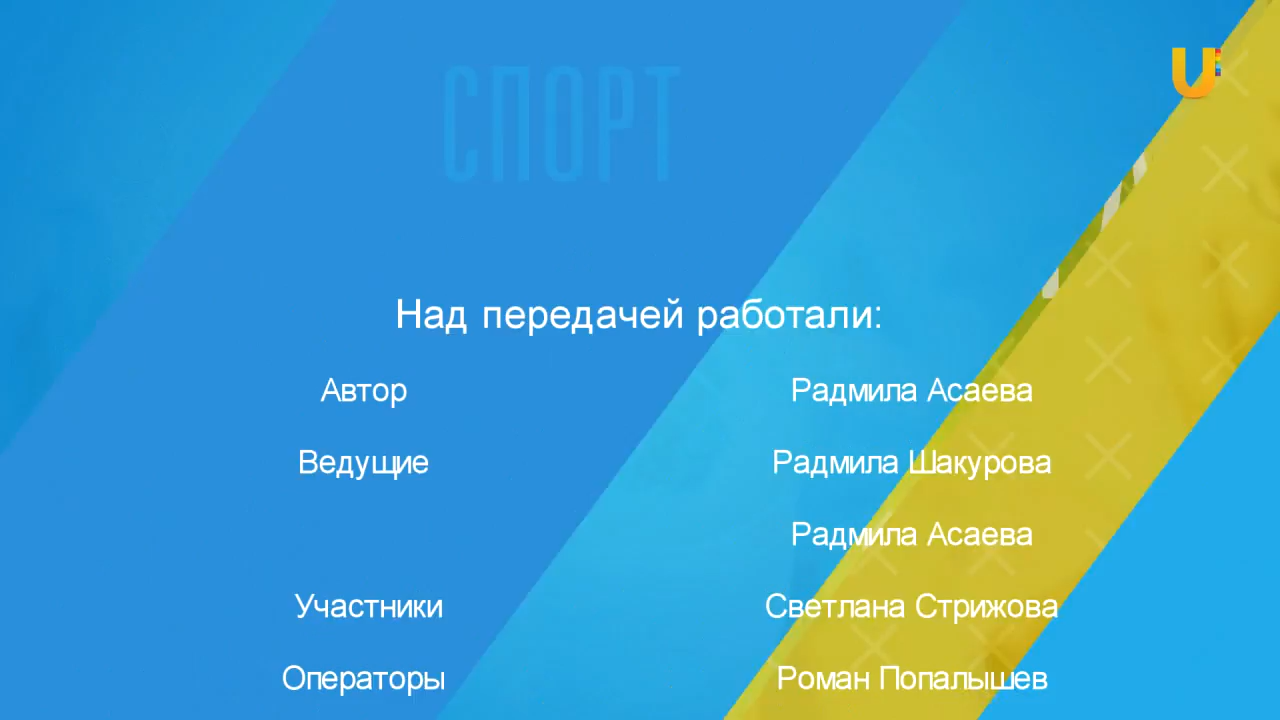 СПОРТ
U
Над передачей работали:
Автор Радмила Асаева
Ведущие Радмила Шакурова
Радмила Асаева
Участники Светлана Стрижова
Операторы Роман Попалышев